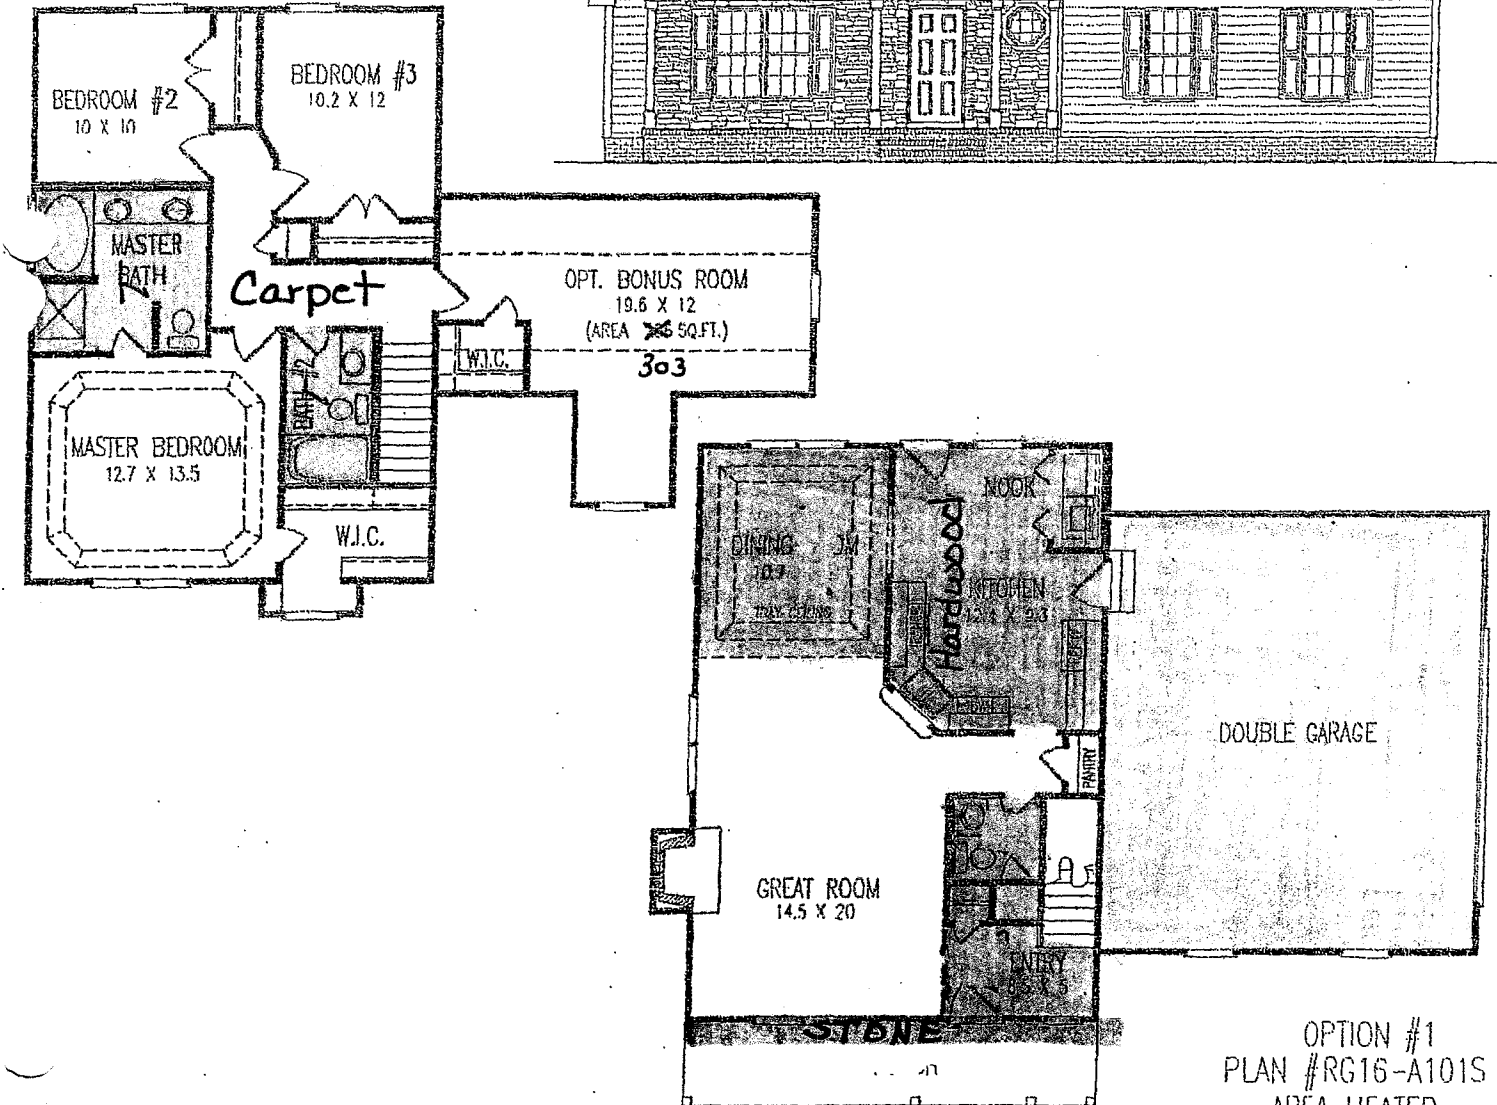 BEDROOM #2
10 X 10
BEDROOM #3
10.2 X 12
MASTER
BATH
Carpet
OPT. BONUS ROOM
19.6 X 12
(AREA SQ.FT.)
303
W.I.C.
BATH #2
MASTER BEDROOM
12.7 X 13.5
W.I.C.
NOOK
DINING
Hardwood
KITCHEN
TRAY CEILING
DOUBLE GARAGE
PANTRY
GREAT ROOM
14.5 X 20
ENTRY
STONE
OPTION #1
PLAN #RG16-A101S
AREA HEATED